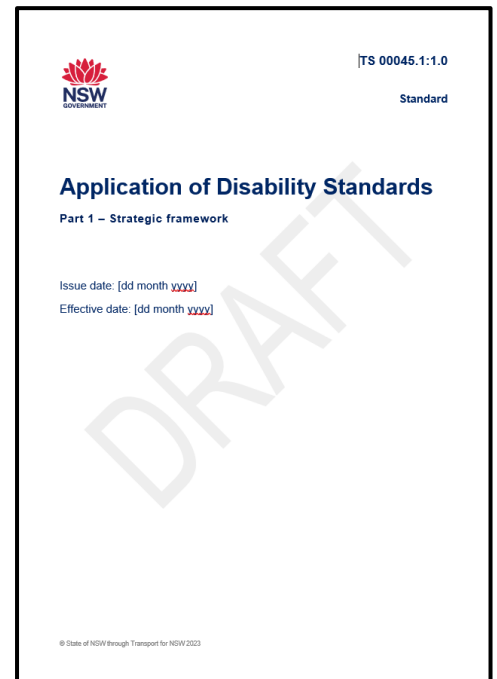 TS 00045.1:1.0
NSW
GOVERNMENT
Standard
Application of Disability Standards
Part 1 – Strategic framework
Issue date: [dd month yyyy]
Effective date: [dd month yyyy]
DRAFT
© State of NSW through Transport for NSW 2023